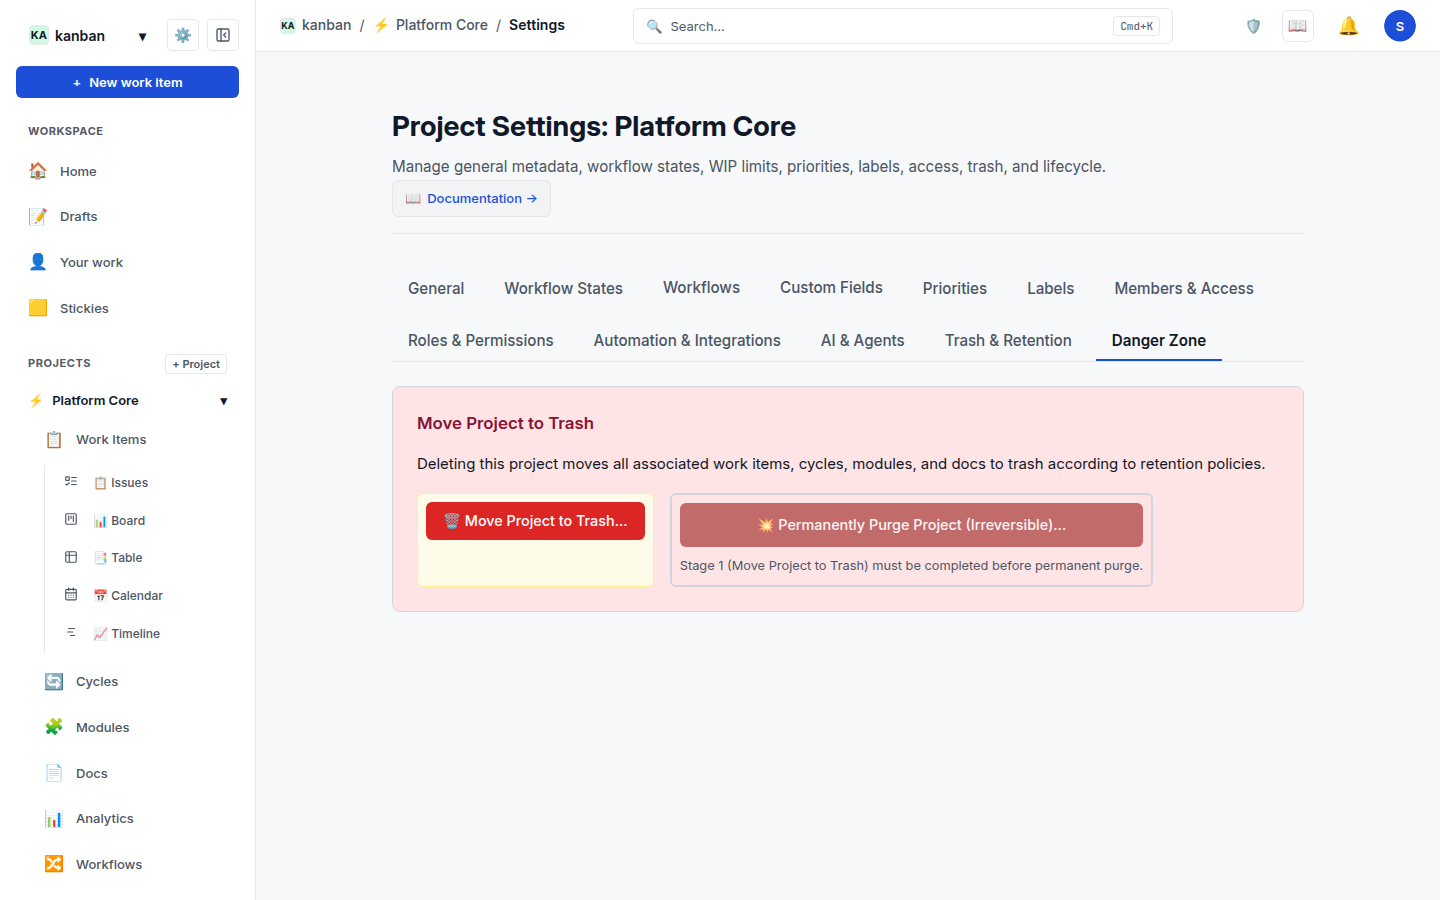 KA kanban ▾
+ New work item
WORKSPACE
Home
Drafts
Your work
Stickies
PROJECTS
+ Project
Platform Core ▾
Work Items
Issues
Board
Table
Calendar
Timeline
Cycles
Modules
Docs
Analytics
Workflows
KA kanban / Platform Core / Settings
Search...
Cmd+K
S
Project Settings: Platform Core
Manage general metadata, workflow states, WIP limits, priorities, labels, access, trash, and lifecycle.
Documentation →
General Workflow States Workflows Custom Fields Priorities Labels Members & Access
Roles & Permissions Automation & Integrations AI & Agents Trash & Retention Danger Zone
Move Project to Trash
Deleting this project moves all associated work items, cycles, modules, and docs to trash according to retention policies.
Move Project to Trash...
Permanently Purge Project (Irreversible)...
Stage 1 (Move Project to Trash) must be completed before permanent purge.